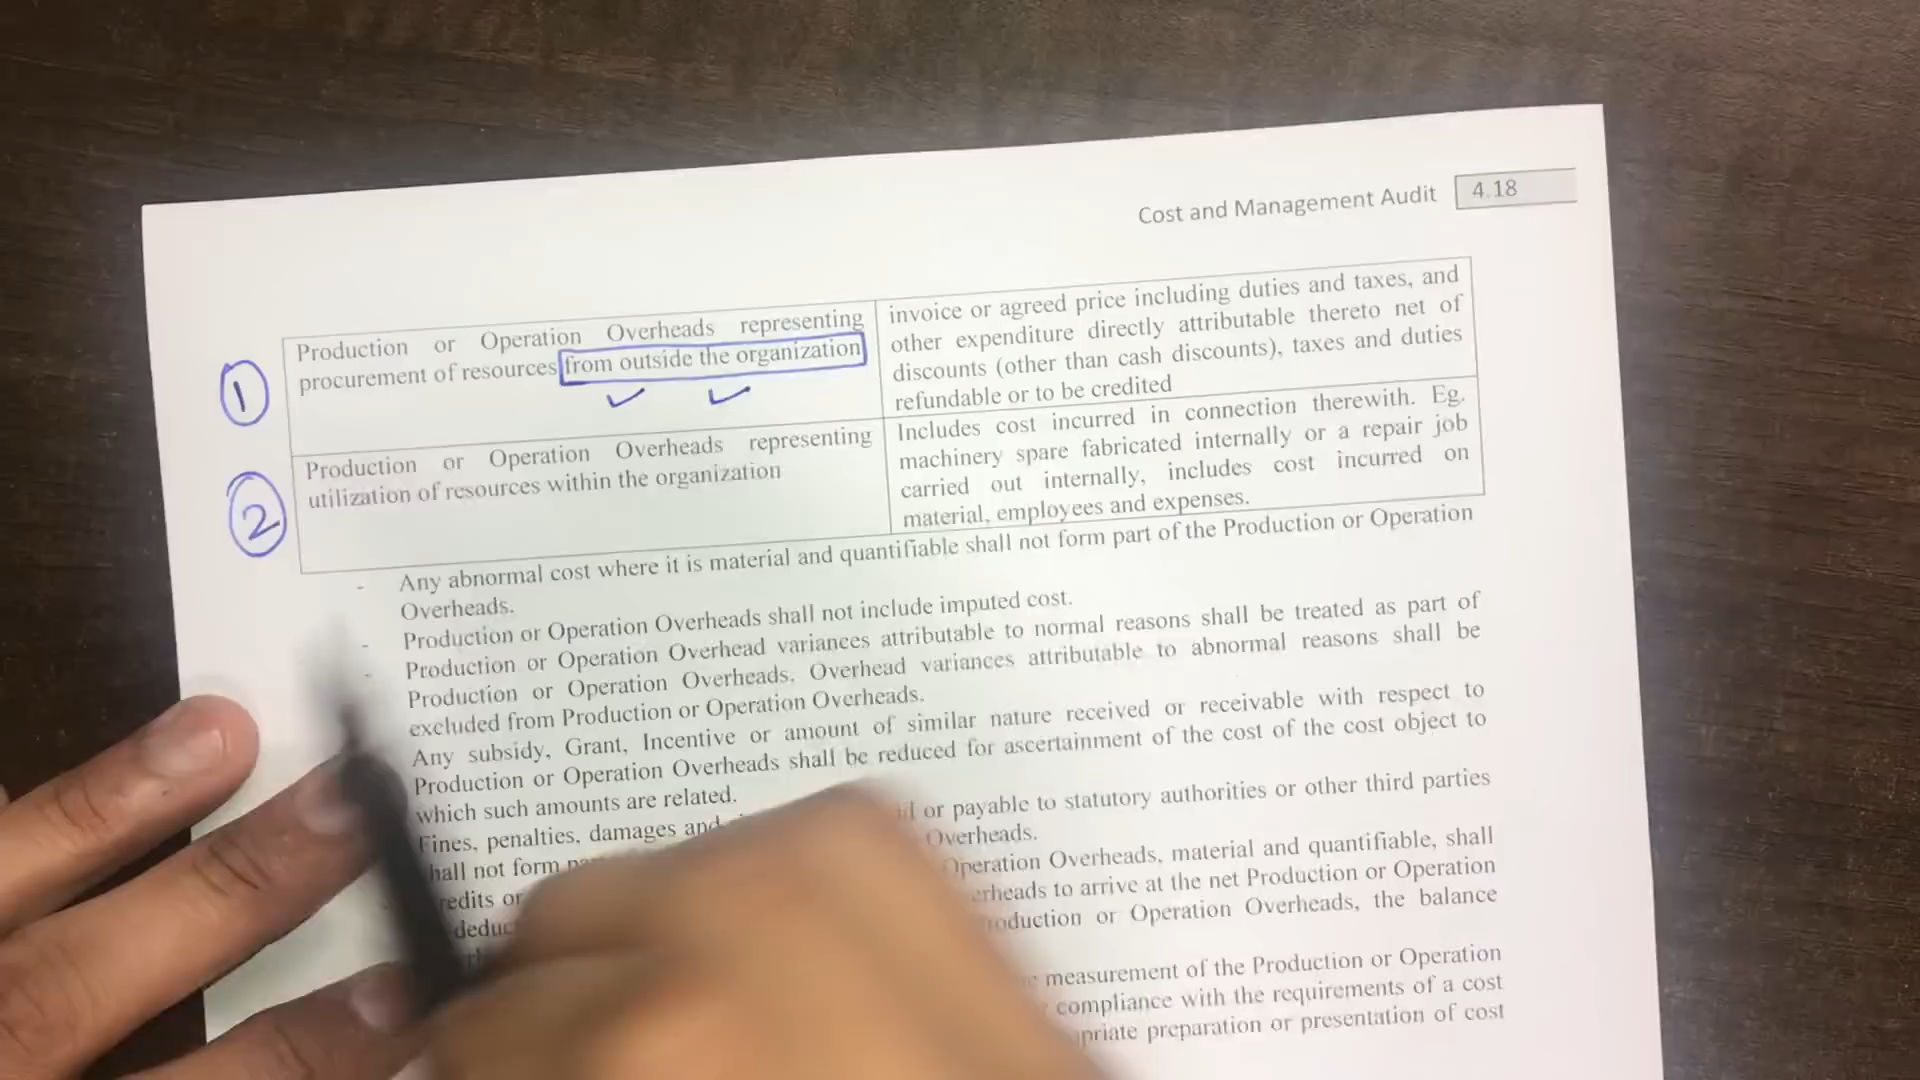 Cost and Management Audit 4.18
1
Production or Operation Overheads representing
procurement of resources from outside the organization
invoice or agreed price including duties and taxes, and
other expenditure directly attributable thereto net of
discounts (other than cash discounts), taxes and duties
refundable or to be credited
2
Production or Operation Overheads representing
utilization of resources within the organization
Includes cost incurred in connection therewith. Eg.
machinery spare fabricated internally or a repair job
carried out internally, includes cost incurred on
material, employees and expenses.
- Any abnormal cost where it is material and quantifiable shall not form part of the Production or Operation
Overheads.
- Production or Operation Overheads shall not include imputed cost.
- Production or Operation Overhead variances attributable to normal reasons shall be treated as part of
Production or Operation Overheads. Overhead variances attributable to abnormal reasons shall be
excluded from Production or Operation Overheads.
Any subsidy, Grant, Incentive or amount of similar nature received or receivable with respect to
Production or Operation Overheads shall be reduced for ascertainment of the cost of the cost object to
which such amounts are related.
Fines, penalties, damages and or payable to statutory authorities or other third parties
hall not form Overheads.
redits or Operation Overheads, material and quantifiable, shall
deduc erheads to arrive at the net Production or Operation
roduction or Operation Overheads, the balance
measurement of the Production or Operation
compliance with the requirements of a cost
priate preparation or presentation of cost